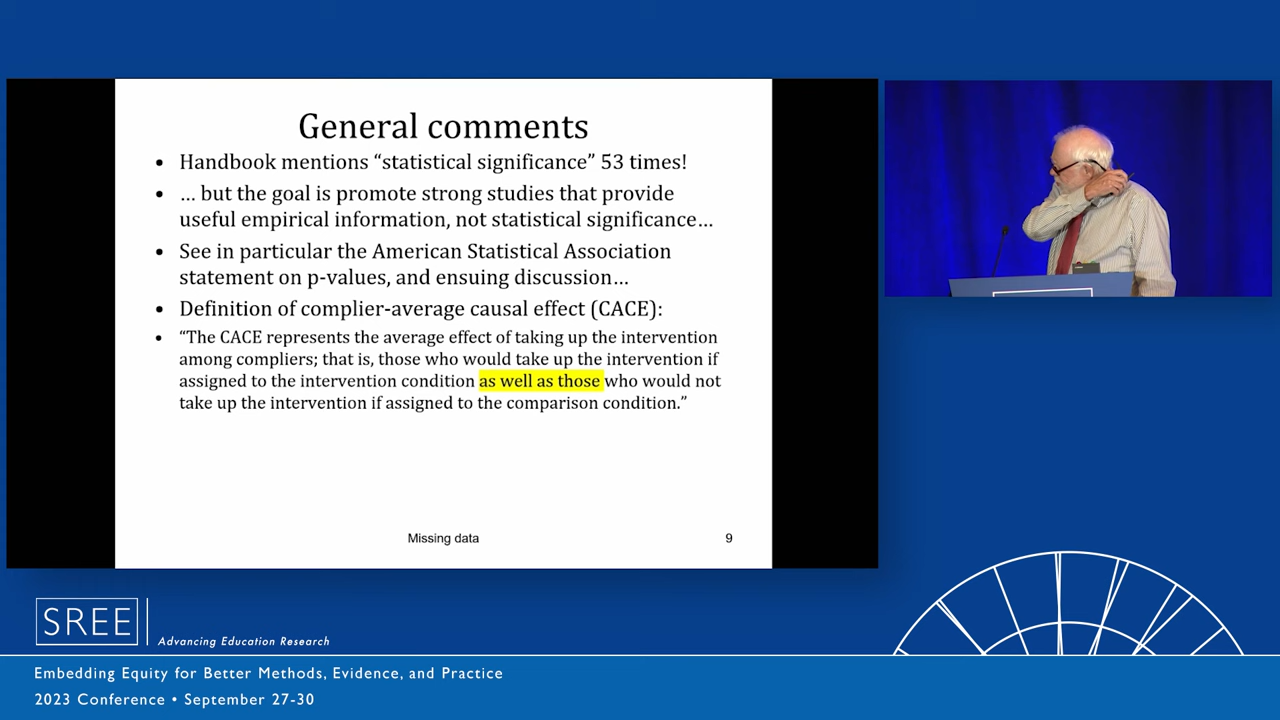 General comments
• Handbook mentions “statistical significance” 53 times!
• … but the goal is promote strong studies that provide
useful empirical information, not statistical significance…
• See in particular the American Statistical Association
statement on p-values, and ensuing discussion…
• Definition of complier-average causal effect (CACE):
• “The CACE represents the average effect of taking up the intervention
among compliers; that is, those who would take up the intervention if
assigned to the intervention condition as well as those who would not
take up the intervention if assigned to the comparison condition.”
Missing data 9
SREE
Advancing Education Research
Embedding Equity for Better Methods, Evidence, and Practice
2023 Conference • September 27-30